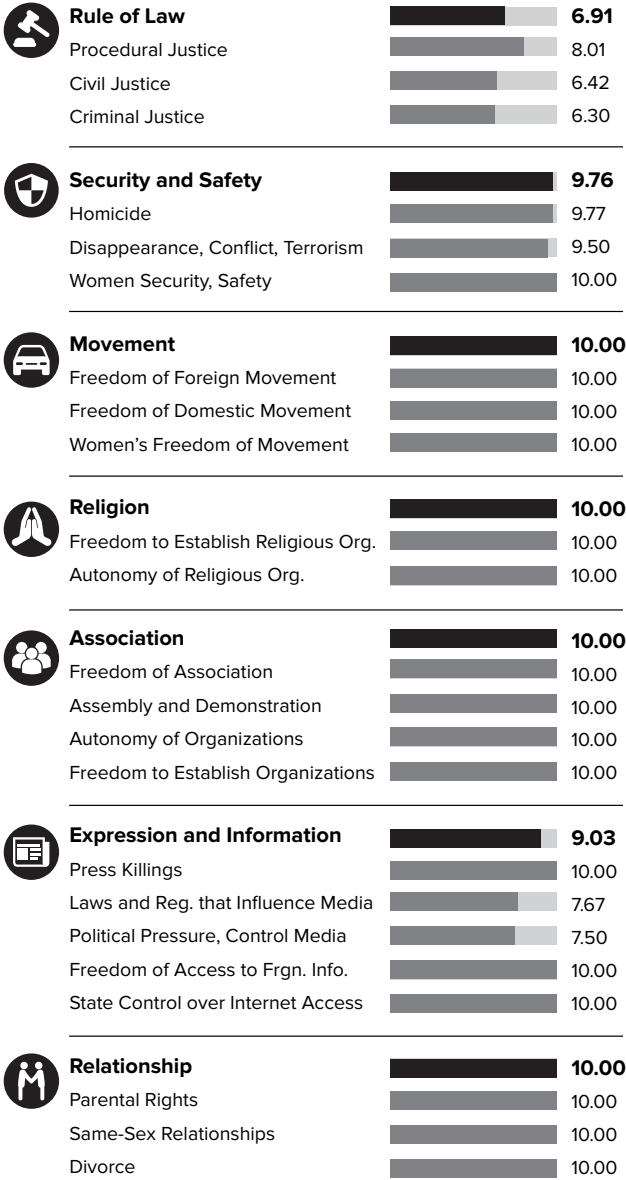 Rule of Law 6.91
Procedural Justice 8.01
Civil Justice 6.42
Criminal Justice 6.30
Security and Safety 9.76
Homicide 9.77
Disappearance, Conflict, Terrorism 9.50
Women Security, Safety 10.00
Movement 10.00
Freedom of Foreign Movement 10.00
Freedom of Domestic Movement 10.00
Women’s Freedom of Movement 10.00
Religion 10.00
Freedom to Establish Religious Org. 10.00
Autonomy of Religious Org. 10.00
Association 10.00
Freedom of Association 10.00
Assembly and Demonstration 10.00
Autonomy of Organizations 10.00
Freedom to Establish Organizations 10.00
Expression and Information 9.03
Press Killings 10.00
Laws and Reg. that Influence Media 7.67
Political Pressure, Control Media 7.50
Freedom of Access to Frgn. Info. 10.00
State Control over Internet Access 10.00
Relationship 10.00
Parental Rights 10.00
Same-Sex Relationships 10.00
Divorce 10.00